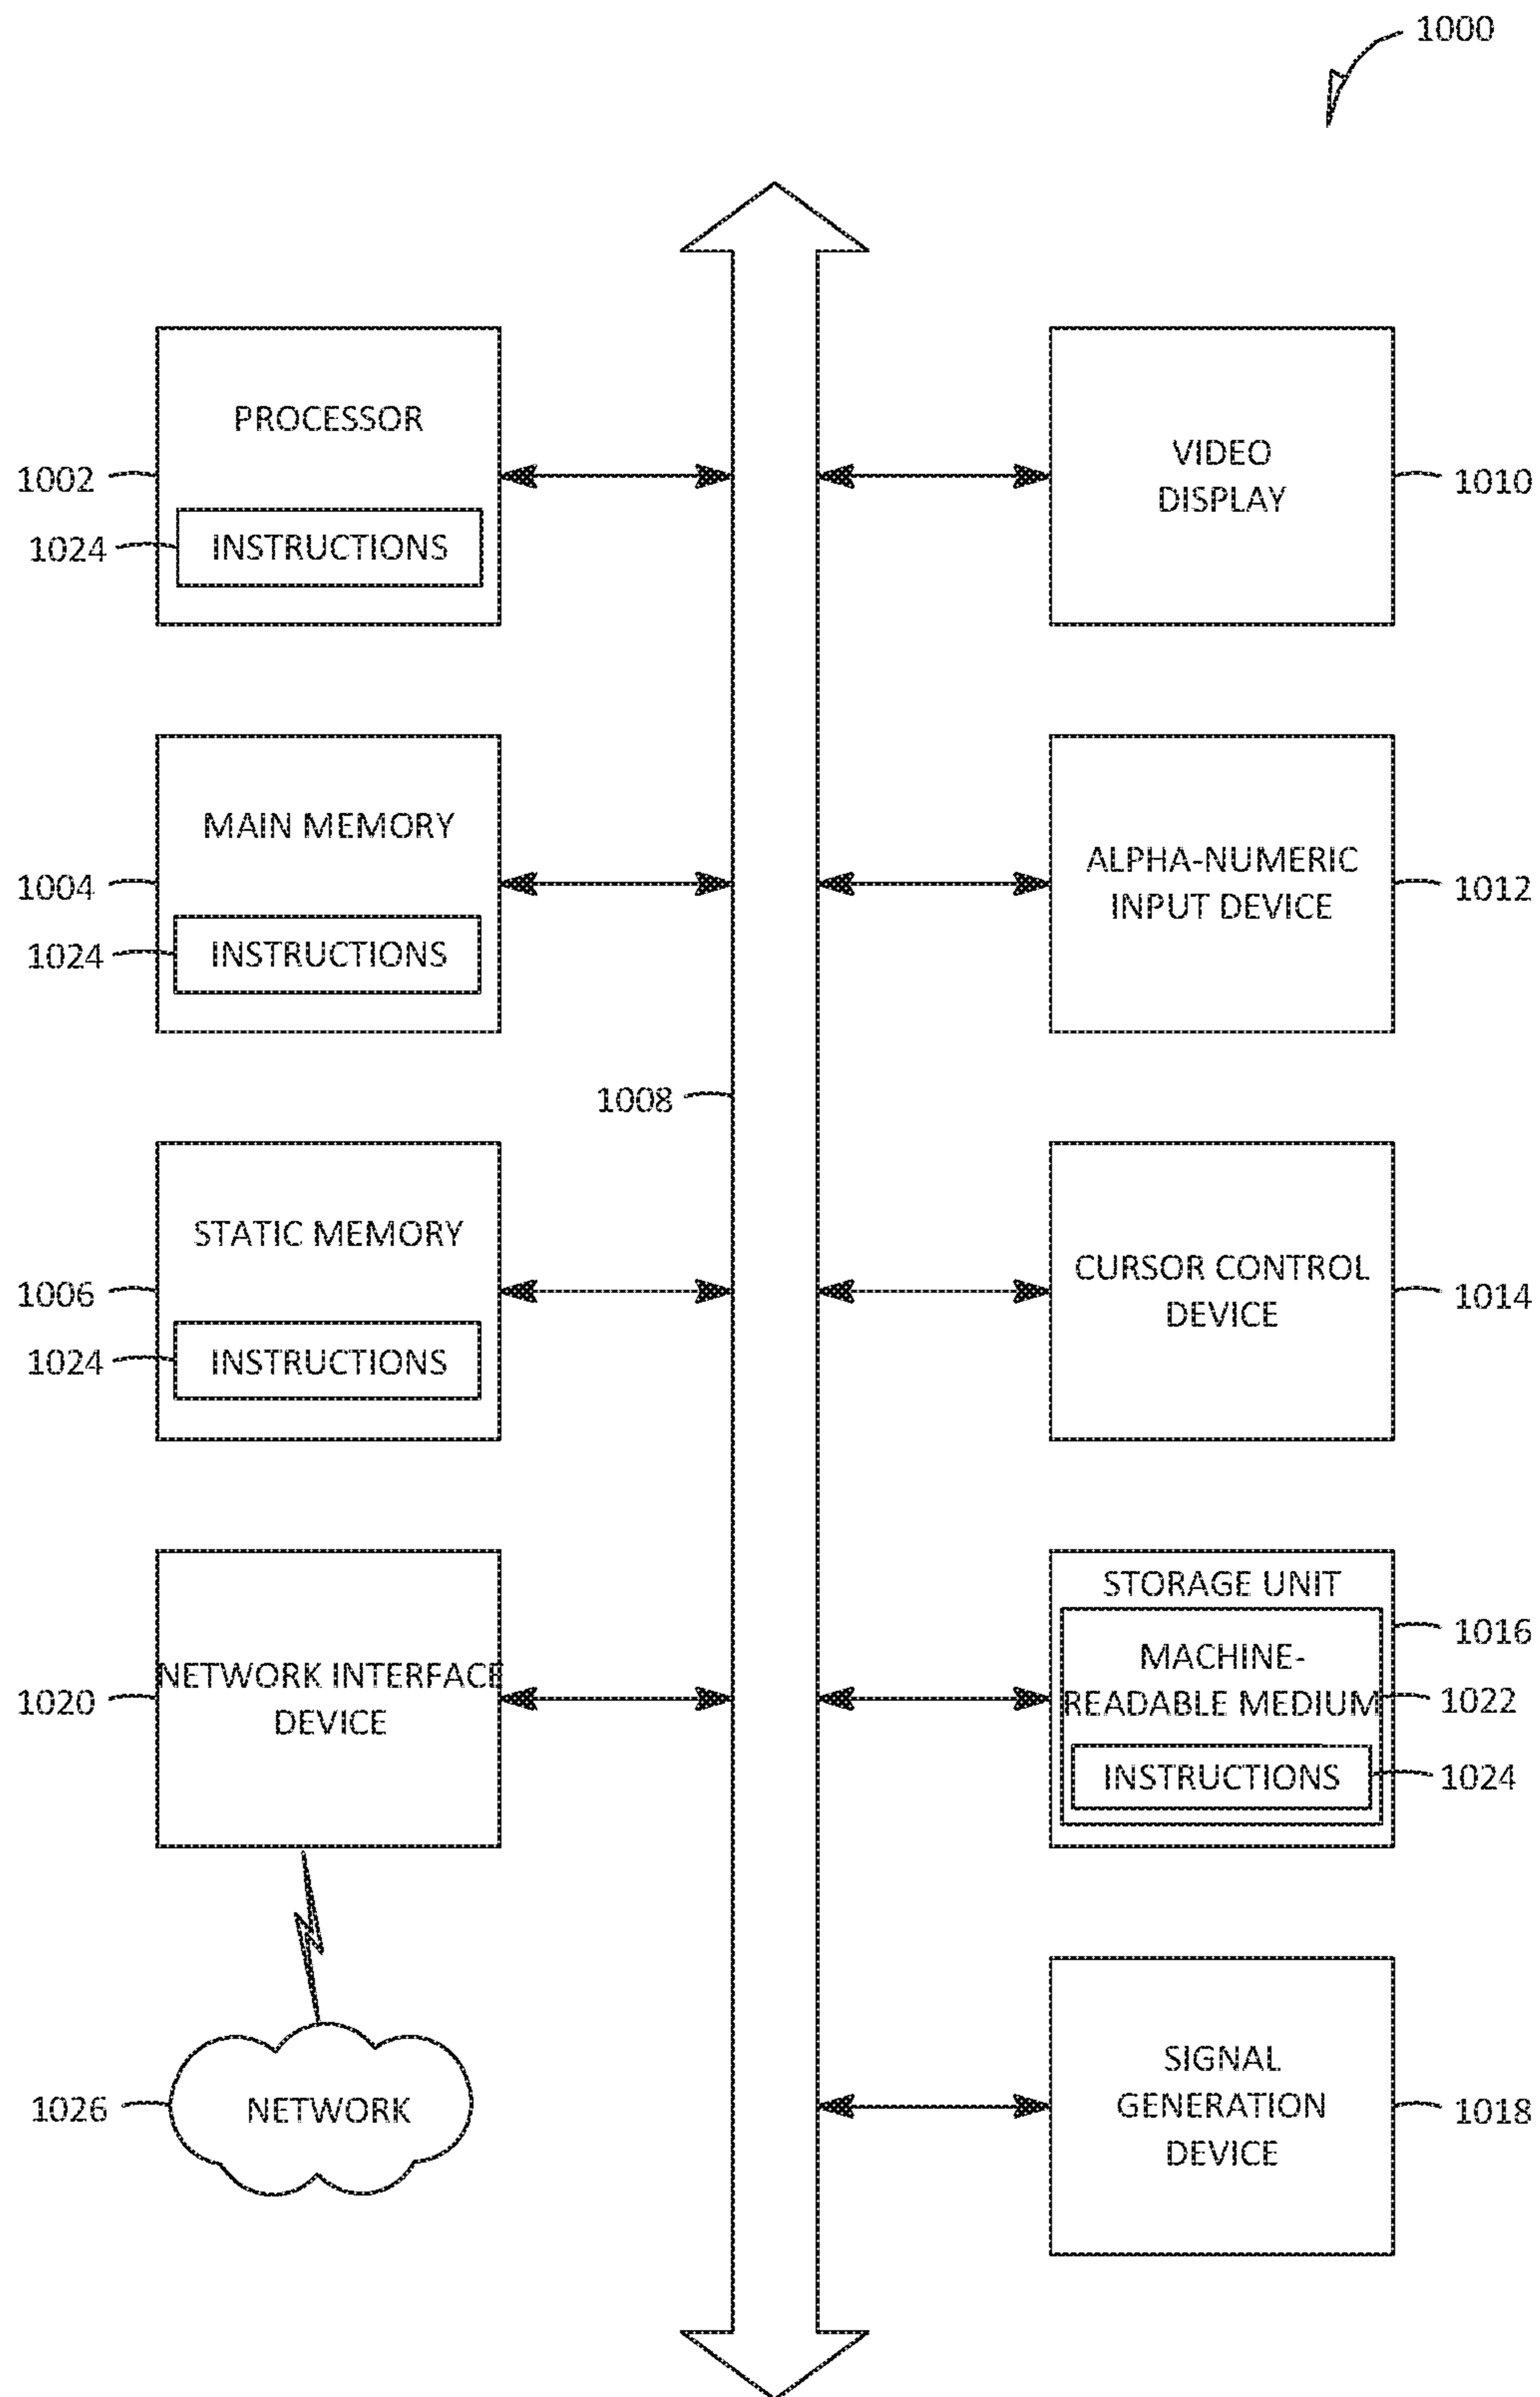 1000
PROCESSOR
1002
1024
INSTRUCTIONS
VIDEO
DISPLAY
1010
MAIN MEMORY
1004
1024
INSTRUCTIONS
ALPHA-NUMERIC
INPUT DEVICE
1012
1008
STATIC MEMORY
1006
1024
INSTRUCTIONS
CURSOR CONTROL
DEVICE
1014
NETWORK INTERFACE
DEVICE
1020
STORAGE UNIT
1016
MACHINE-
READABLE MEDIUM
1022
INSTRUCTIONS
1024
NETWORK
1026
SIGNAL
GENERATION
DEVICE
1018